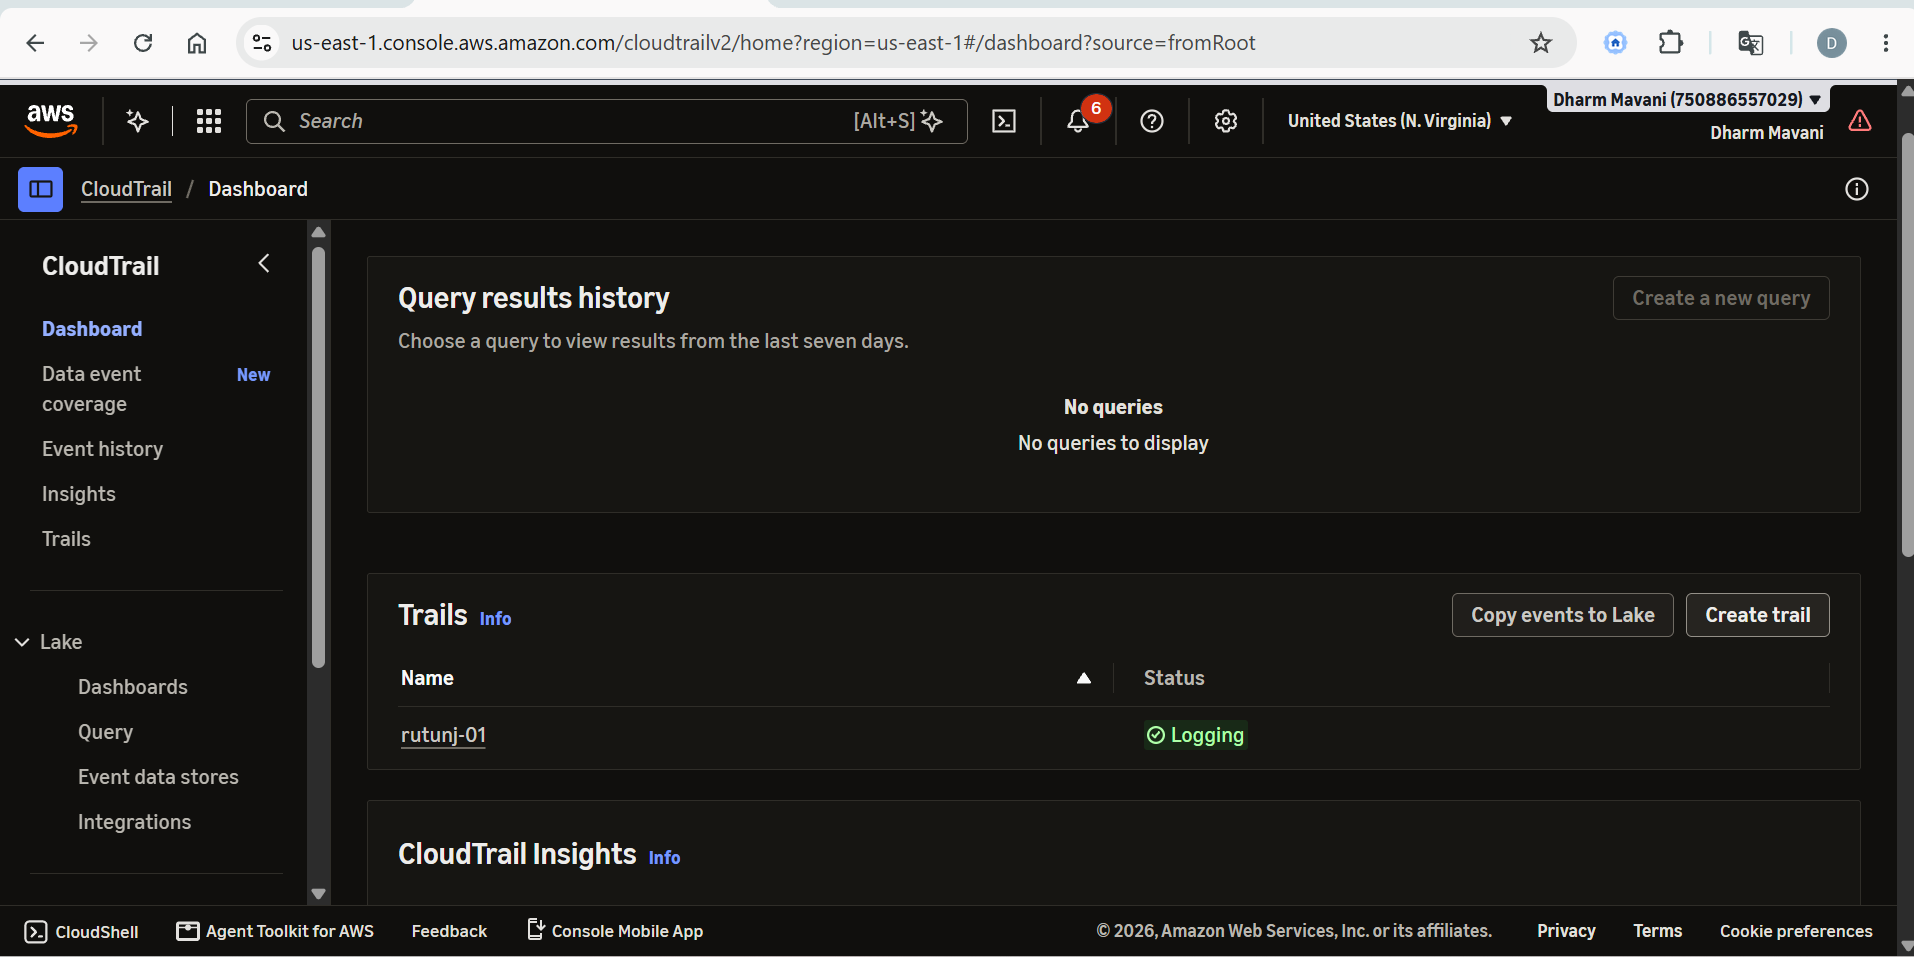 us-east-1.console.aws.amazon.com/cloudtrailv2/home?region=us-east-1#/dashboard?source=fromRoot
D
aws
Search
[Alt+S]
6
United States (N. Virginia)
Dharm Mavani (750886557029)
Dharm Mavani
CloudTrail / Dashboard
CloudTrail
Dashboard
Data event coverage
New
Event history
Insights
Trails
Lake
Dashboards
Query
Event data stores
Integrations
Query results history
Create a new query
Choose a query to view results from the last seven days.
No queries
No queries to display
Trails Info
Copy events to Lake
Create trail
Name
Status
rutunj-01
Logging
CloudTrail Insights Info
CloudShell
Agent Toolkit for AWS
Feedback
Console Mobile App
© 2026, Amazon Web Services, Inc. or its affiliates.
Privacy
Terms
Cookie preferences